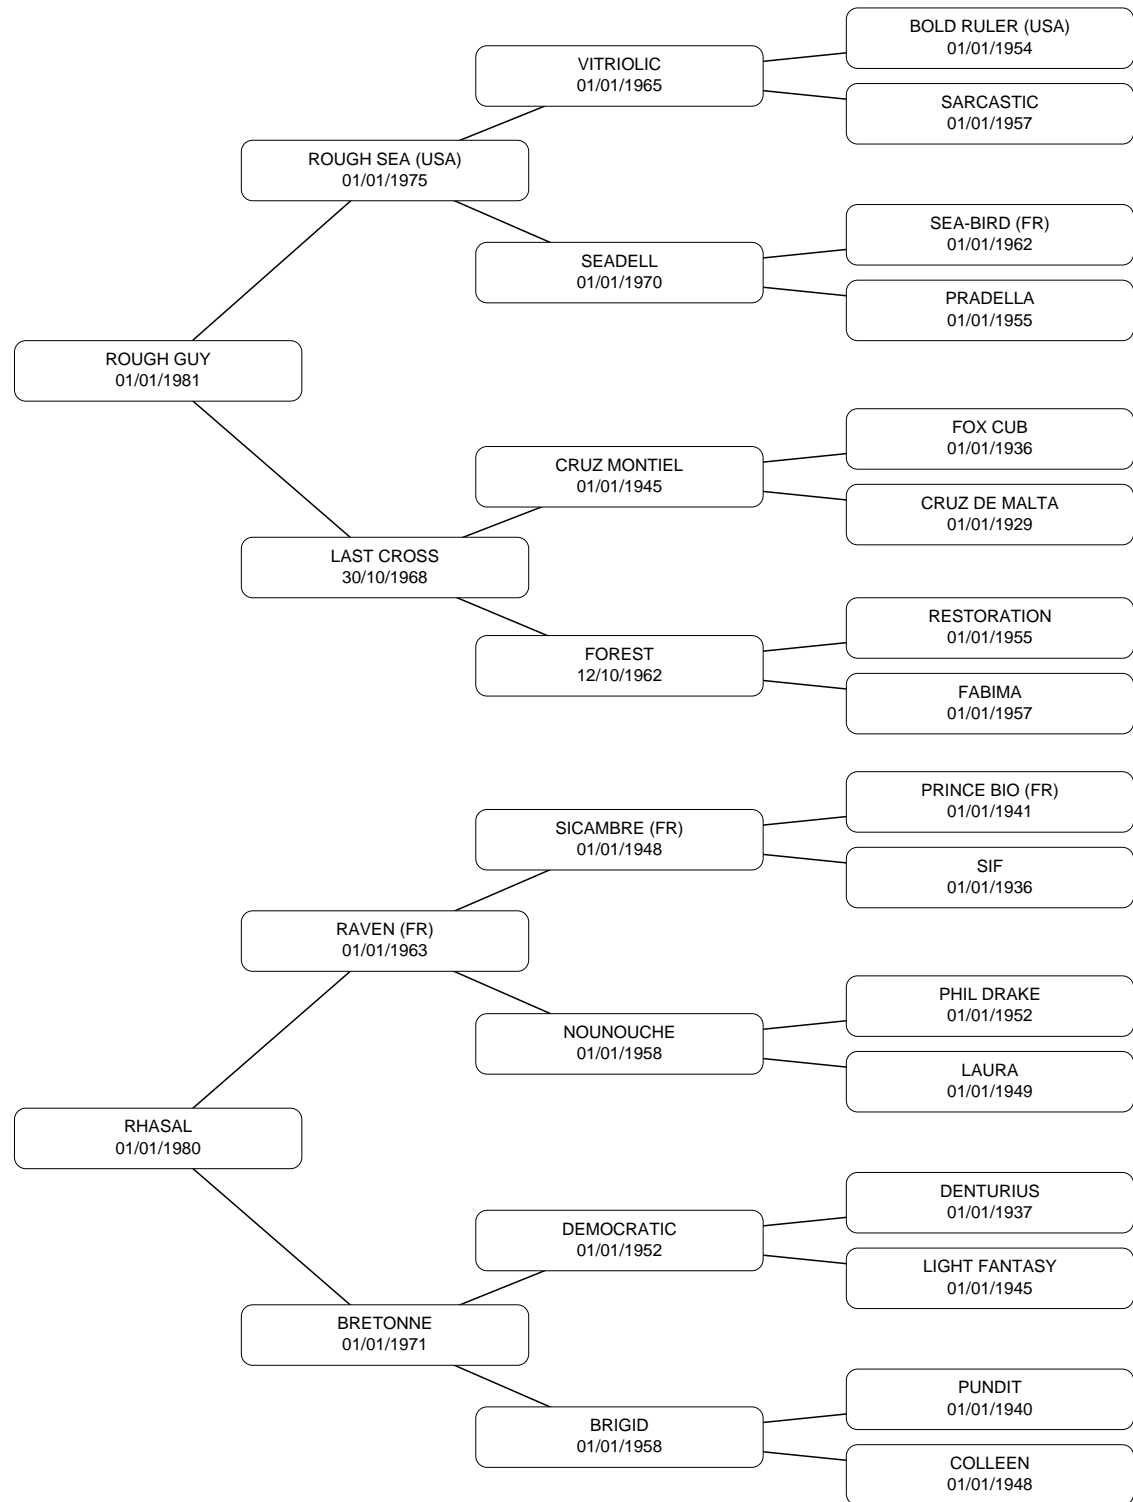 BOLD RULER (USA)
01/01/1954
VITRIOLIC
01/01/1965
SARCASTIC
01/01/1957
ROUGH SEA (USA)
01/01/1975
SEA-BIRD (FR)
01/01/1962
SEADELL
01/01/1970
PRADELLA
01/01/1955
ROUGH GUY
01/01/1981
FOX CUB
01/01/1936
CRUZ MONTIEL
01/01/1945
CRUZ DE MALTA
01/01/1929
LAST CROSS
30/10/1968
RESTORATION
01/01/1955
FOREST
12/10/1962
FABIMA
01/01/1957
PRINCE BIO (FR)
01/01/1941
SICAMBRE (FR)
01/01/1948
SIF
01/01/1936
RAVEN (FR)
01/01/1963
PHIL DRAKE
01/01/1952
NOUNOUCHE
01/01/1958
LAURA
01/01/1949
RHASAL
01/01/1980
DENTURIUS
01/01/1937
DEMOCRATIC
01/01/1952
LIGHT FANTASY
01/01/1945
BRETONNE
01/01/1971
PUNDIT
01/01/1940
BRIGID
01/01/1958
COLLEEN
01/01/1948